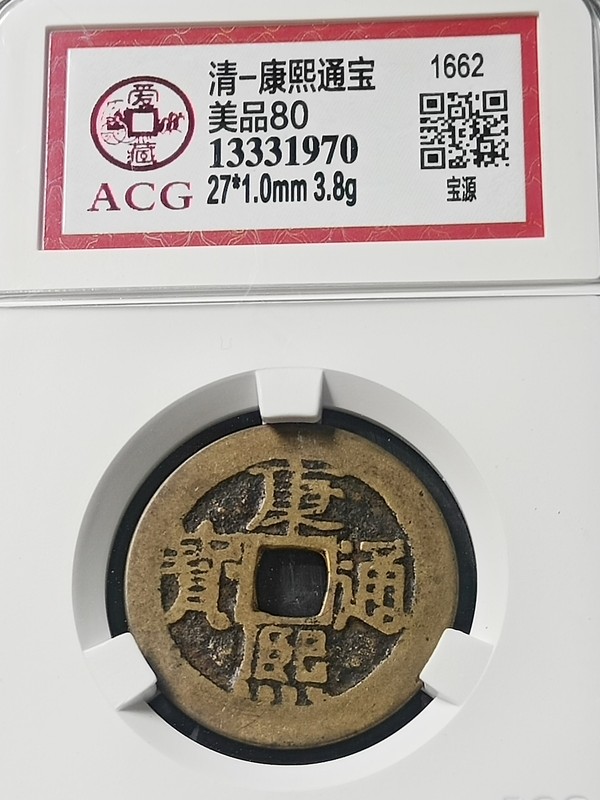 清-康熙通宝
1662
美品80
13331970
27*1.0mm 3.8g
宝源
爱
藏
ACG
康
熙
通
寳